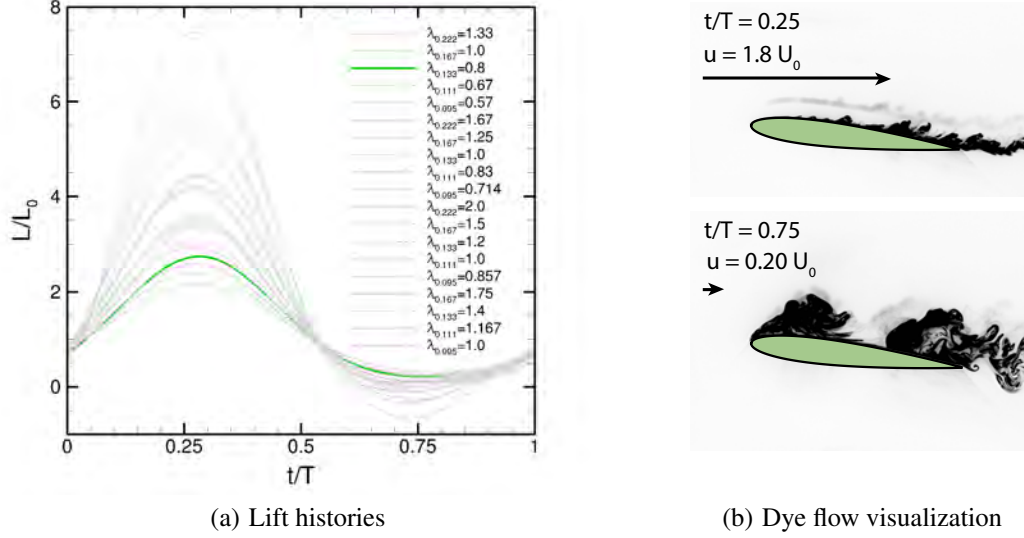 8
6
4
2
0
L/L₀
0
0.25
0.5
0.75
1
t/T
λ₀.₂₂₂=1.33
λ₀.₁₆₇=1.0
λ₀.₁₃₃=0.8
λ₀.₁₁₁=0.67
λ₀.₀₉₅=0.57
λ₀.₂₂₂=1.67
λ₀.₁₆₇=1.25
λ₀.₁₃₃=1.0
λ₀.₁₁₁=0.83
λ₀.₀₉₅=0.714
λ₀.₂₂₂=2.0
λ₀.₁₆₇=1.5
λ₀.₁₃₃=1.2
λ₀.₁₁₁=1.0
λ₀.₀₉₅=0.857
λ₀.₁₆₇=1.75
λ₀.₁₃₃=1.4
λ₀.₁₁₁=1.167
λ₀.₀₉₅=1.0
(a) Lift histories
t/T = 0.25
u = 1.8 U₀
t/T = 0.75
u = 0.20 U₀
(b) Dye flow visualization